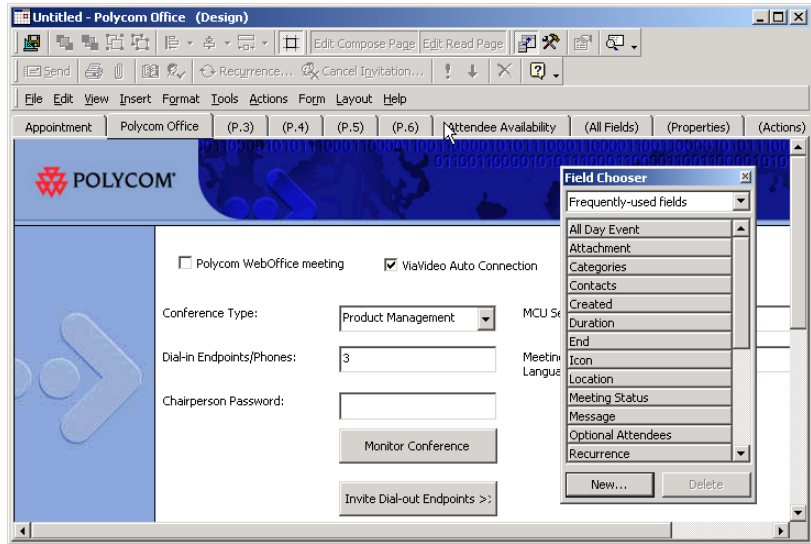 Untitled - Polycom Office (Design)
Edit Compose Page Edit Read Page
Send Recurrence... Cancel Invitation...
File Edit View Insert Format Tools Actions Form Layout Help
Appointment Polycom Office (P.3) (P.4) (P.5) (P.6) Attendee Availability (All Fields) (Properties) (Actions)
POLYCOM
Field Chooser
Frequently-used fields
All Day Event
Attachment
Categories
Contacts
Created
Duration
End
Icon
Location
Meeting Status
Message
Optional Attendees
Recurrence
New... Delete
Polycom WebOffice meeting ViaVideo Auto Connection
Conference Type: Product Management MCU Se
Dial-in Endpoints/Phones: 3 Meetin
Langua
Chairperson Password:
Monitor Conference
Invite Dial-out Endpoints >: